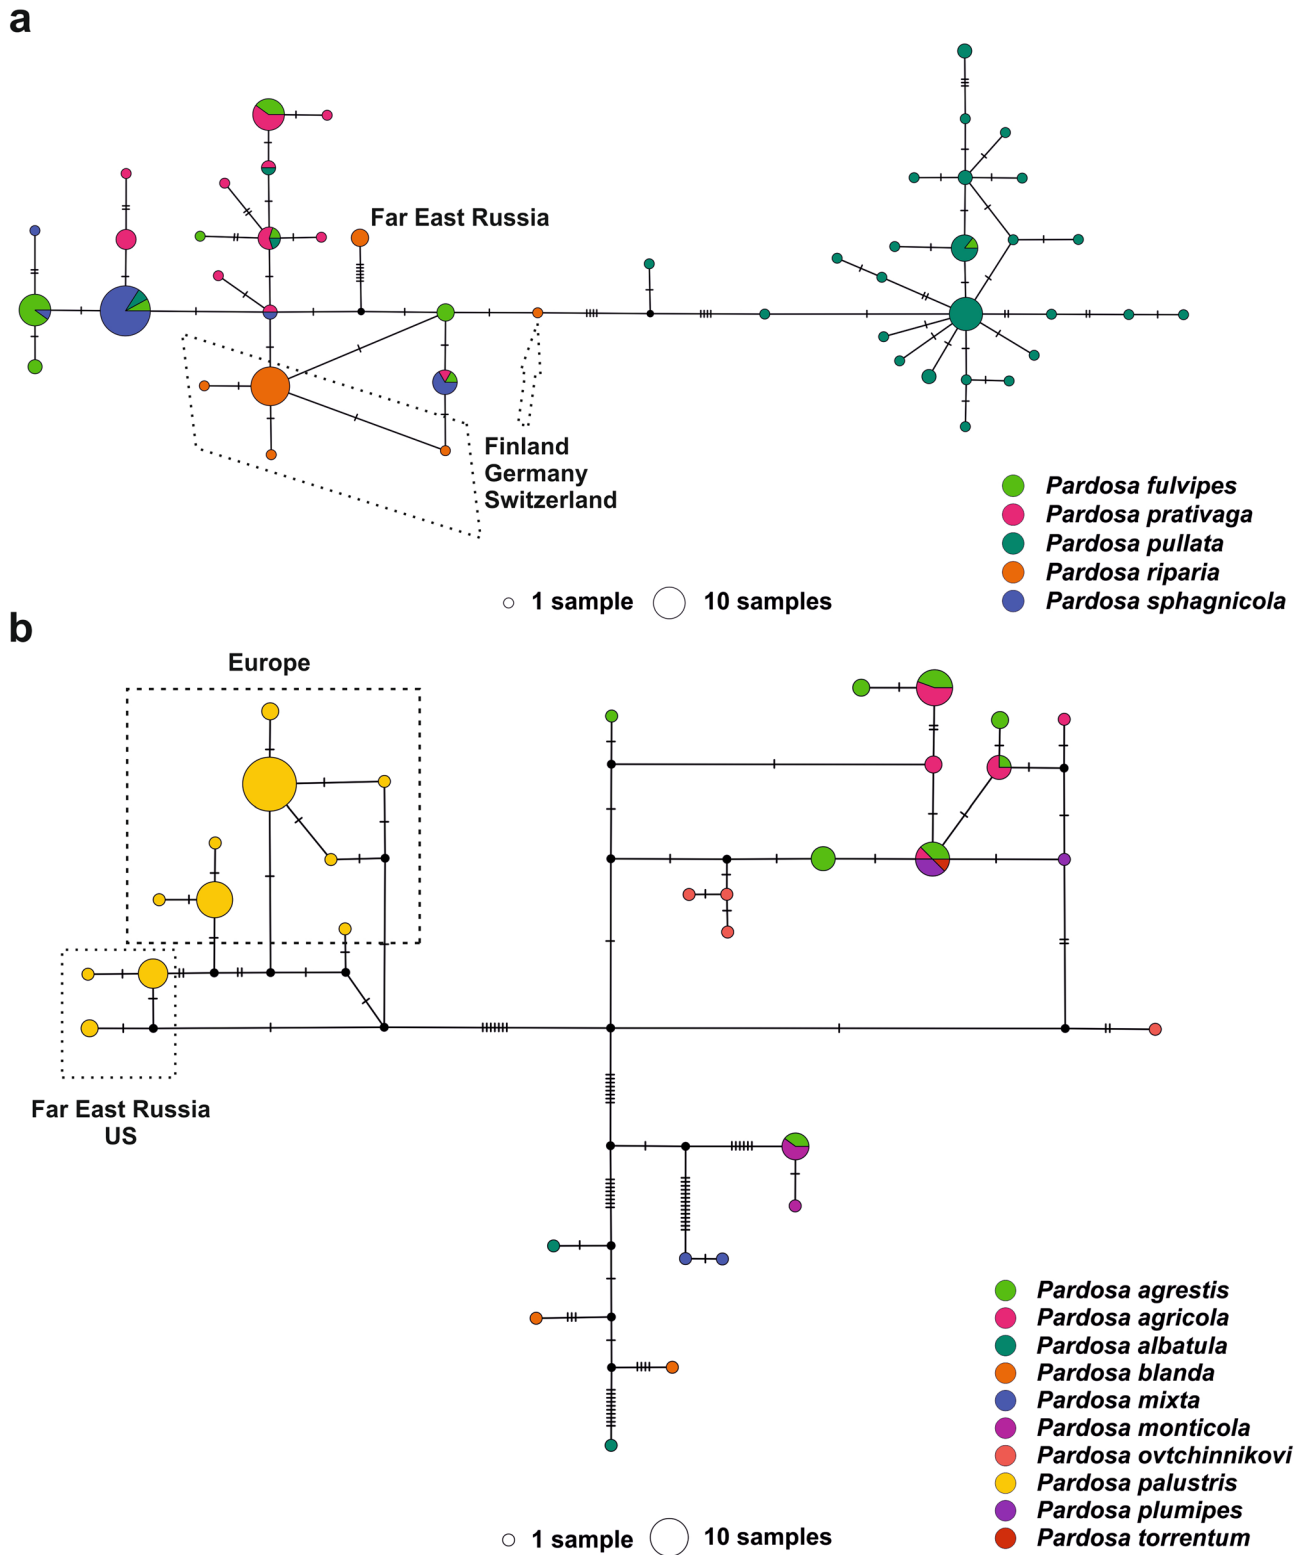 a
Far East Russia
Finland
Germany
Switzerland
Pardosa fulvipes
Pardosa prativaga
Pardosa pullata
Pardosa riparia
Pardosa sphagnicola
1 sample
10 samples
b
Europe
Far East Russia
US
Pardosa agrestis
Pardosa agricola
Pardosa albatula
Pardosa blanda
Pardosa mixta
Pardosa monticola
Pardosa ovtchinnikovi
Pardosa palustris
Pardosa plumipes
Pardosa torrentum
1 sample
10 samples